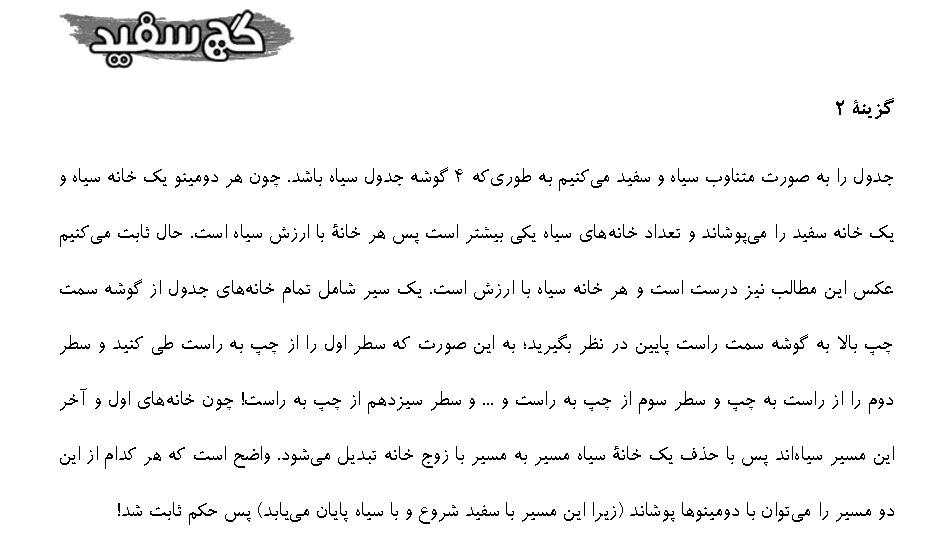 گچ سفید
گزینهٔ ۲
جدول را به صورت متناوب سیاه و سفید می‌کنیم به طوری‌که ۴ گوشه جدول سیاه باشد. چون هر دومینو یک خانه سیاه و
یک خانه سفید را می‌پوشاند و تعداد خانه‌های سیاه یکی بیشتر است پس هر خانهٔ با ارزش سیاه است. حال ثابت می‌کنیم
عکس این مطالب نیز درست است و هر خانه سیاه با ارزش است. یک سیر شامل تمام خانه‌های جدول از گوشه سمت
چپ بالا به گوشه سمت راست پایین در نظر بگیرید؛ به این صورت که سطر اول را از چپ به راست طی کنید و سطر
دوم را از راست به چپ و سطر سوم از چپ به راست و ... و سطر سیزدهم از چپ به راست! چون خانه‌های اول و آخر
این مسیر سیاه‌اند پس با حذف یک خانهٔ سیاه مسیر به مسیر با زوج خانه تبدیل می‌شود. واضح است که هر کدام از این
دو مسیر را می‌توان با دومینوها پوشاند (زیرا این مسیر با سفید شروع و با سیاه پایان می‌یابد) پس حکم ثابت شد!